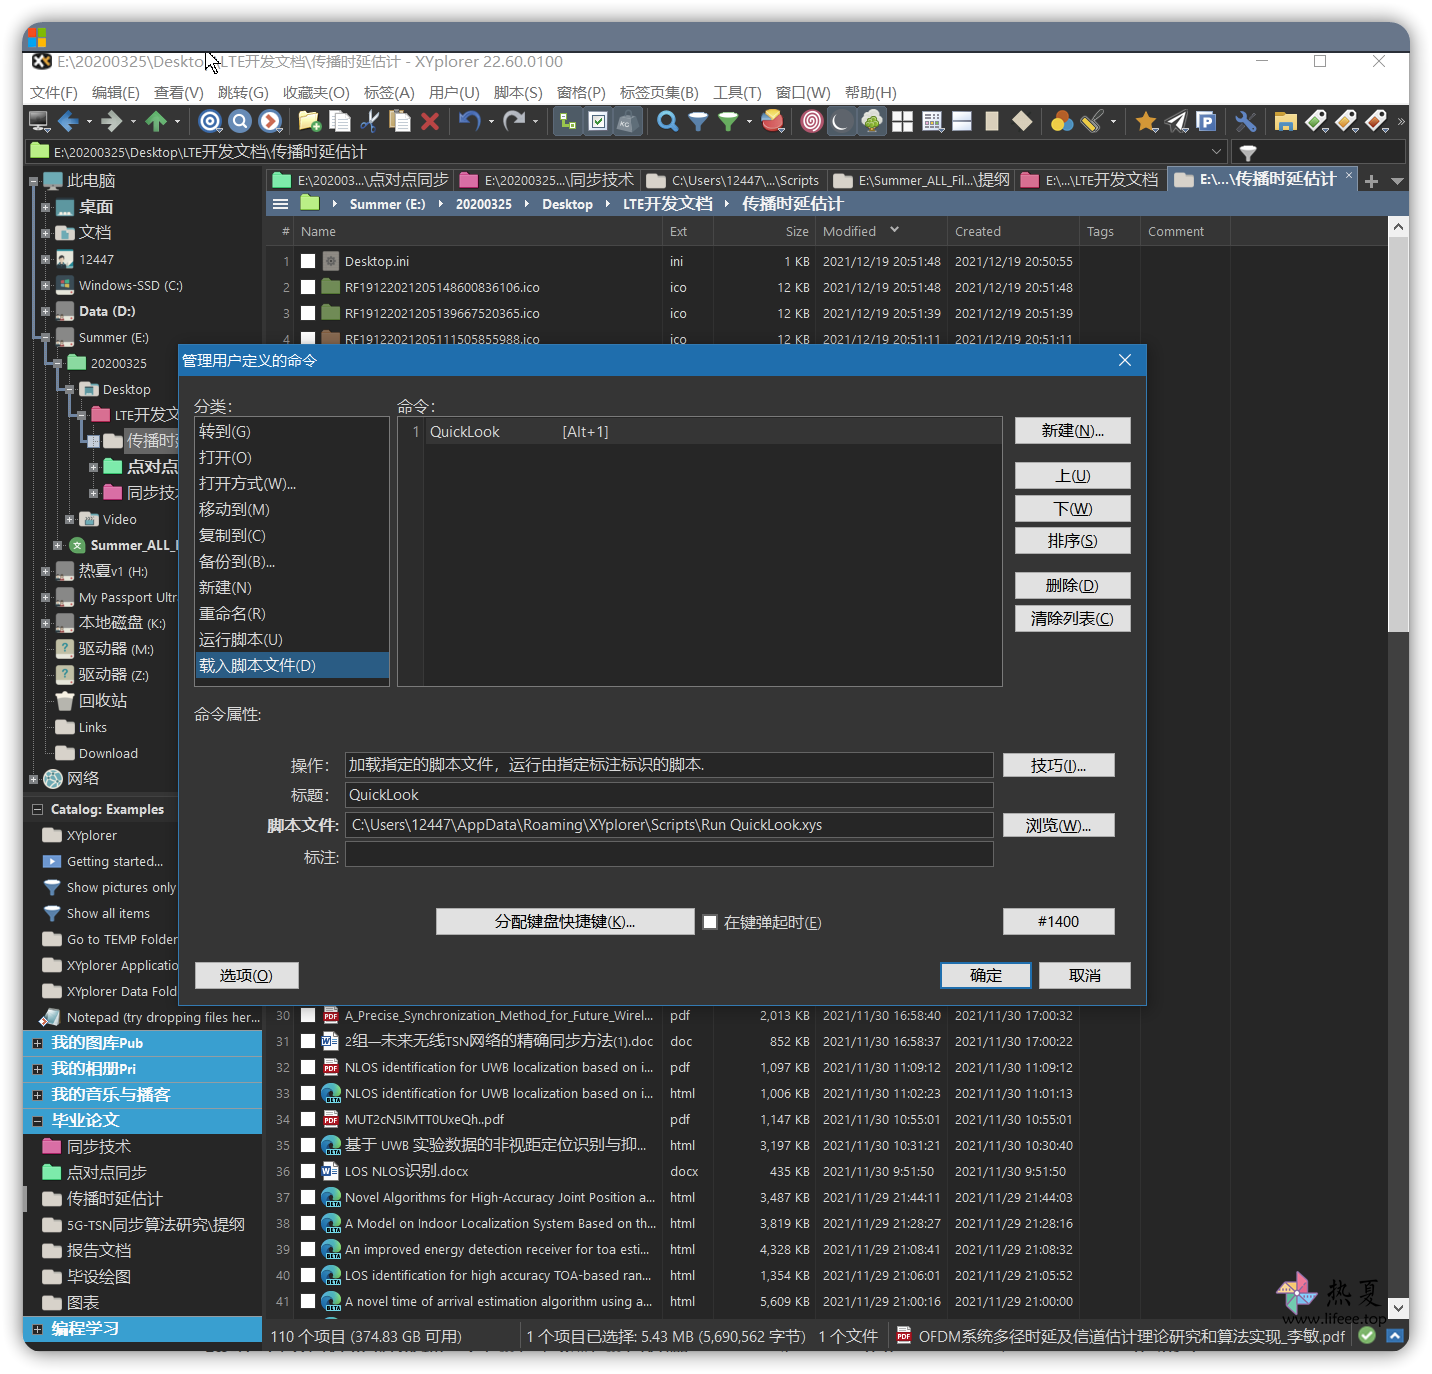 E:\20200325\Deskto LTE开发文档\传播时延估计 - XYplorer 22.60.0100
文件(F) 编辑(E) 查看(V) 跳转(G) 收藏夹(O) 标签(A) 用户(U) 脚本(S) 窗格(P) 标签页集(B) 工具(T) 窗口(W) 帮助(H)
E:\20200325\Desktop\LTE开发文档\传播时延估计
E:\202003...\点对点同步 E:\20200325...\同步技术 C:\Users\12447\...\Scripts E:\Summer_ALL_Fil...\提纲 E:\...\LTE开发文档 E:\...\传播时延估计
Summer (E:) 20200325 Desktop LTE开发文档 传播时延估计
# Name Ext Size Modified Created Tags Comment
1 Desktop.ini ini 1 KB 2021/12/19 20:51:48 2021/12/19 20:50:55
2 RF19122021205148600836106.ico ico 12 KB 2021/12/19 20:51:48 2021/12/19 20:51:48
3 RF19122021205139667520365.ico ico 12 KB 2021/12/19 20:51:39 2021/12/19 20:51:39
4 RF19122021205111505855988.ico ico 12 KB 2021/12/19 20:51:11 2021/12/19 20:51:11
此电脑
桌面
文档
12447
Windows-SSD (C:)
Data (D:)
Summer (E:)
20200325
Desktop
LTE开发文
传播时
点对点
同步技
Video
Summer_ALL_
热夏v1 (H:)
My Passport Ultr
本地磁盘 (K:)
驱动器 (M:)
驱动器 (Z:)
回收站
Links
Download
网络
Catalog: Examples
XYplorer
Getting started...
Show pictures only
Show all items
Go to TEMP Folder
XYplorer Applicatio
XYplorer Data Fold
Notepad (try dropping files her...
我的图库Pub
我的相册Pri
我的音乐与播客
毕业论文
同步技术
点对点同步
传播时延估计
5G-TSN同步算法研究\提纲
报告文档
毕设绘图
图表
编程学习
管理用户定义的命令
分类:
转到(G)
打开(O)
打开方式(W)...
移动到(M)
复制到(C)
备份到(B)...
新建(N)
重命名(R)
运行脚本(U)
载入脚本文件(D)
命令:
1 QuickLook [Alt+1]
新建(N)...
上(U)
下(W)
排序(S)
删除(D)
清除列表(C)
命令属性:
操作: 加载指定的脚本文件，运行由指定标注标识的脚本. 技巧(I)...
标题: QuickLook
脚本文件: C:\Users\12447\AppData\Roaming\XYplorer\Scripts\Run QuickLook.xys 浏览(W)...
标注:
分配键盘快捷键(K)... 在键弹起时(E) #1400
选项(O) 确定 取消
30 A_Precise_Synchronization_Method_for_Future_Wirel... pdf 2,013 KB 2021/11/30 16:58:40 2021/11/30 17:00:32
31 2组—未来无线TSN网络的精确同步方法(1).doc doc 852 KB 2021/11/30 16:58:37 2021/11/30 17:00:22
32 NLOS identification for UWB localization based on i... pdf 1,097 KB 2021/11/30 11:09:12 2021/11/30 11:09:12
33 NLOS identification for UWB localization based on i... html 1,006 KB 2021/11/30 11:02:23 2021/11/30 11:01:13
34 MUT2cN5IMTT0UxeQh..pdf pdf 1,147 KB 2021/11/30 10:55:01 2021/11/30 10:55:01
35 基于 UWB 实验数据的非视距定位识别与抑... html 3,197 KB 2021/11/30 10:31:21 2021/11/30 10:30:40
36 LOS NLOS识别.docx docx 435 KB 2021/11/30 9:51:50 2021/11/30 9:51:50
37 Novel Algorithms for High-Accuracy Joint Position a... html 3,487 KB 2021/11/29 21:44:11 2021/11/29 21:44:03
38 A Model on Indoor Localization System Based on th... html 3,819 KB 2021/11/29 21:28:27 2021/11/29 21:28:16
39 An improved energy detection receiver for toa esti... html 4,328 KB 2021/11/29 21:08:41 2021/11/29 21:08:32
40 LOS identification for high accuracy TOA-based ran... html 1,354 KB 2021/11/29 21:06:01 2021/11/29 21:05:52
41 A novel time of arrival estimation algorithm using a... html 5,609 KB 2021/11/29 21:00:16 2021/11/29 21:00:00
110 个项目 (374.83 GB 可用) 1 个项目已选择: 5.43 MB (5,690,562 字节) 1 个文件 OFDM系统多径时延及信道估计理论研究和算法实现_李敏.pdf
热夏
www.lifeee.top